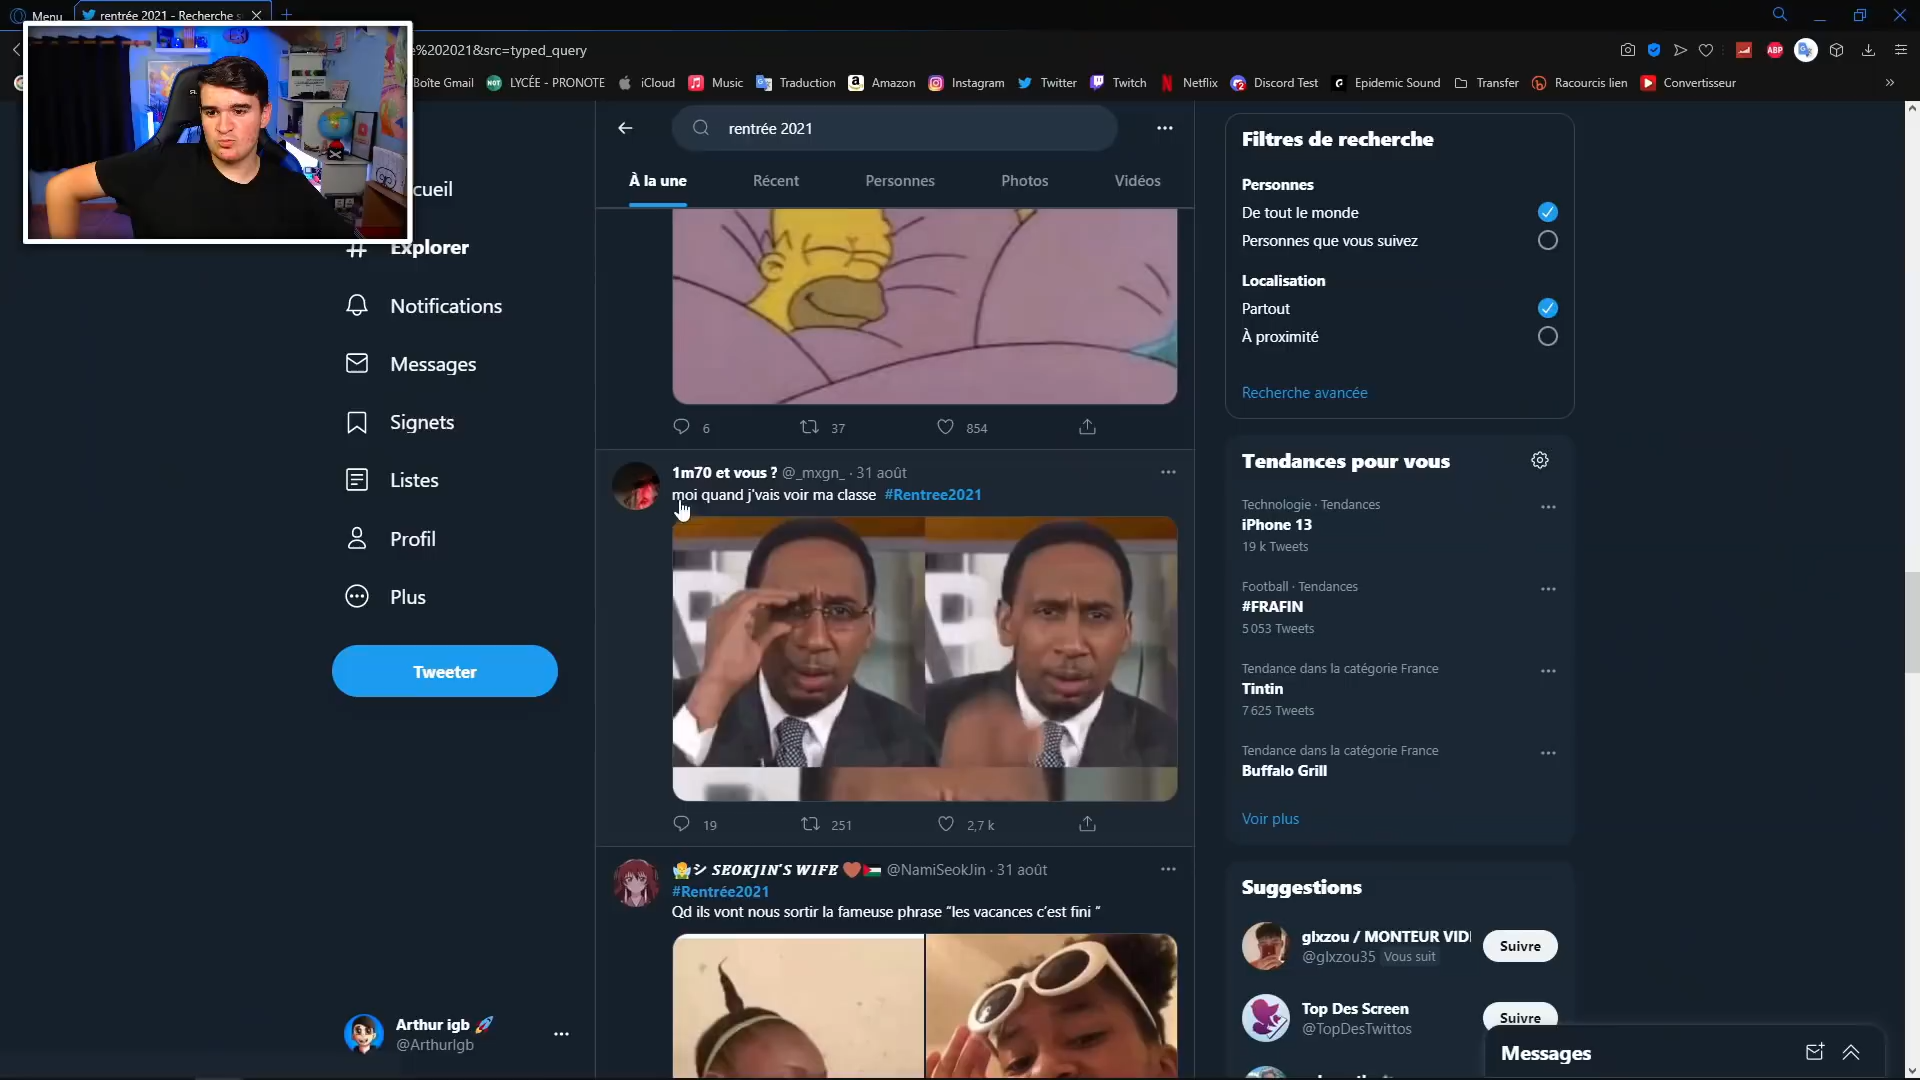 Menu
rentrée 2021 - Recherche
e%202021&src=typed_query
Boîte Gmail
LYCÉE - PRONOTE
iCloud
Music
Traduction
Amazon
Instagram
Twitter
Twitch
Netflix
Discord Test
Epidemic Sound
Transfer
Racourcis lien
Convertisseur
cueil
Explorer
Notifications
Messages
Signets
Listes
Profil
Plus
Tweeter
Arthur igb
@ArthurIgb
rentrée 2021
À la une
Récent
Personnes
Photos
Vidéos
6
37
854
1m70 et vous ? @_mxgn_ · 31 août
moi quand j'vais voir ma classe #Rentree2021
19
251
2,7 k
シ SEOKJIN'S WIFE @NamiSeokJin · 31 août
#Rentrée2021
Qd ils vont nous sortir la fameuse phrase “les vacances c’est fini “
Filtres de recherche
Personnes
De tout le monde
Personnes que vous suivez
Localisation
Partout
À proximité
Recherche avancée
Tendances pour vous
Technologie · Tendances
iPhone 13
19 k Tweets
Football · Tendances
#FRAFIN
5 053 Tweets
Tendance dans la catégorie France
Tintin
7 625 Tweets
Tendance dans la catégorie France
Buffalo Grill
Voir plus
Suggestions
glxzou / MONTEUR VID
@glxzou35 Vous suit
Suivre
Top Des Screen
@TopDesTwittos
Suivre
Messages